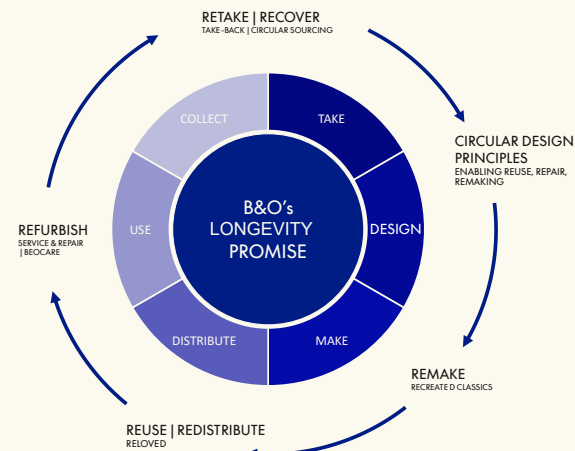 RETAKE | RECOVER
TAKE-BACK | CIRCULAR SOURCING
COLLECT
TAKE
CIRCULAR DESIGN
PRINCIPLES
ENABLING REUSE, REPAIR,
REMAKING
B&O's
LONGEVITY
PROMISE
USE
DESIGN
REFURBISH
SERVICE & REPAIR
| BEOCARE
DISTRIBUTE
MAKE
REMAKE
RECREATED CLASSICS
REUSE | REDISTRIBUTE
RELOVED